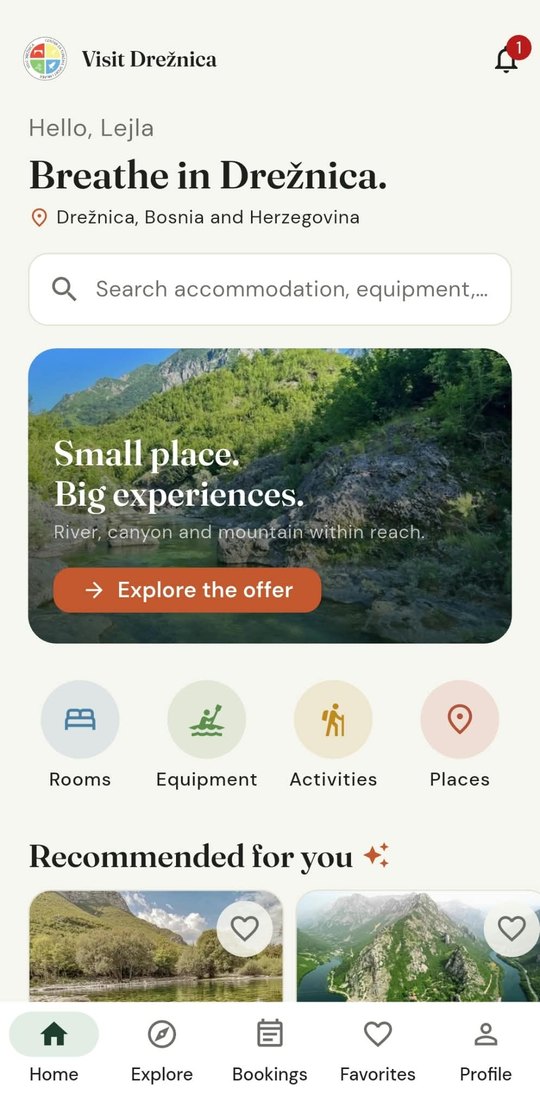 Visit Drežnica
1
Hello, Lejla
Breathe in Drežnica.
Drežnica, Bosnia and Herzegovina
Search accommodation, equipment,...
Small place.
Big experiences.
River, canyon and mountain within reach.
Explore the offer
Rooms
Equipment
Activities
Places
Recommended for you
Home
Explore
Bookings
Favorites
Profile